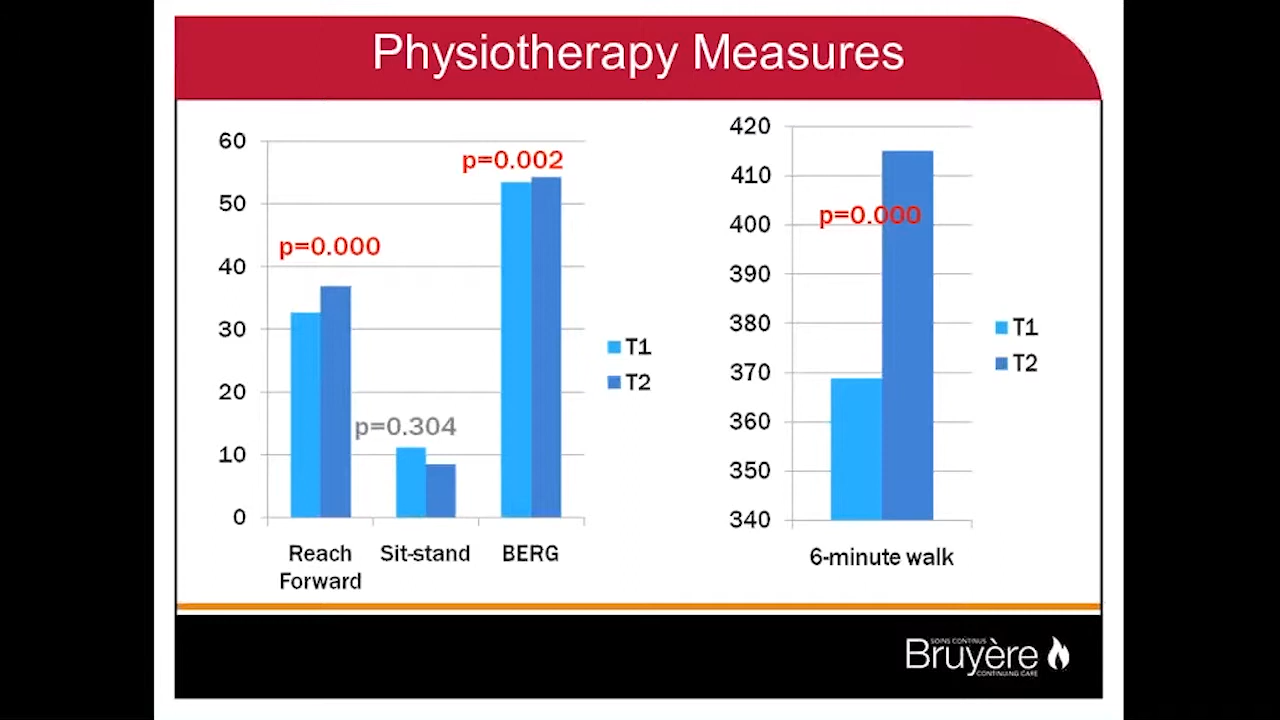 Physiotherapy Measures
60
50
40
30
20
10
0
p=0.000
p=0.304
p=0.002
Reach
Forward
Sit-stand
BERG
T1
T2
420
410
400
390
380
370
360
350
340
p=0.000
6-minute walk
T1
T2
SOINS CONTINUS
Bruyère
CONTINUING CARE